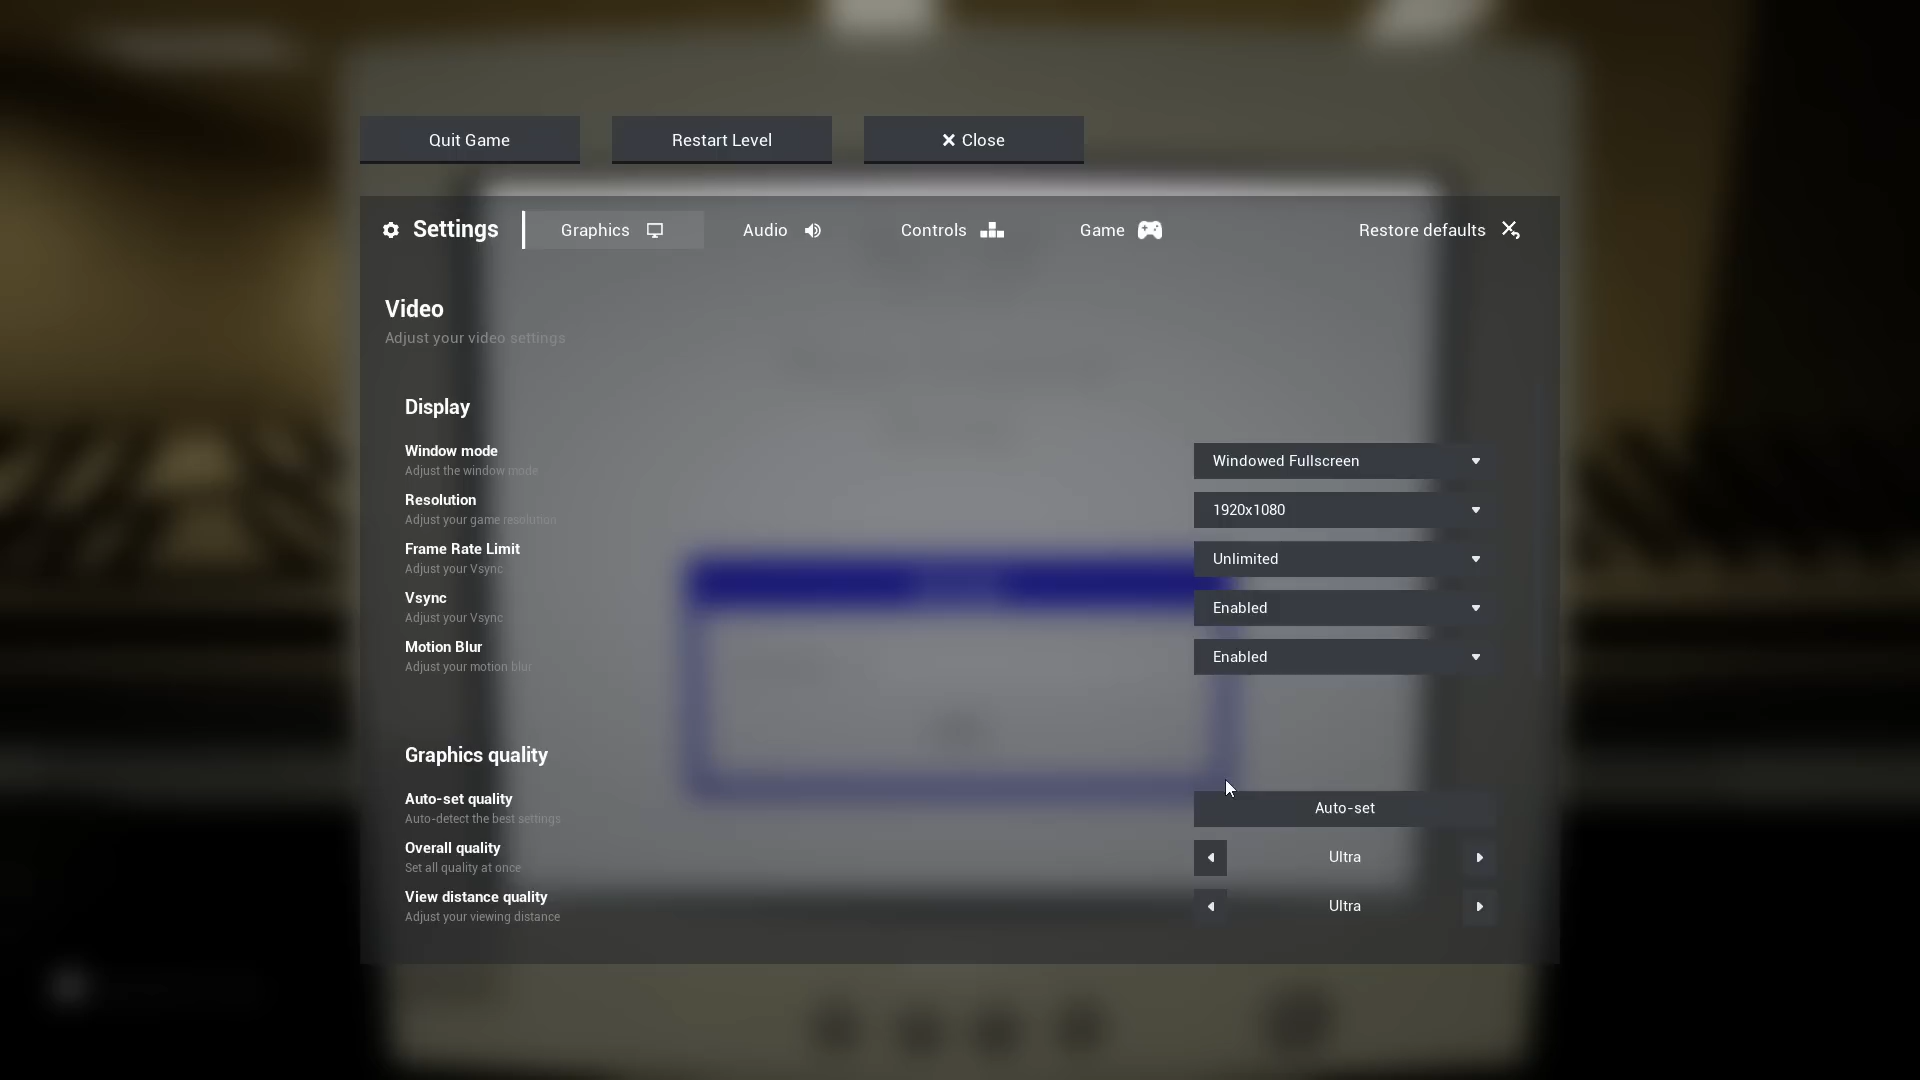 Quit Game
Restart Level
Close
Settings
Graphics
Audio
Controls
Game
Restore defaults
Video
Adjust your video settings
Display
Window mode
Adjust the window mode
Windowed Fullscreen
Resolution
Adjust your game resolution
1920x1080
Frame Rate Limit
Adjust your Vsync
Unlimited
Vsync
Adjust your Vsync
Enabled
Motion Blur
Adjust your motion blur
Enabled
Graphics quality
Auto-set quality
Auto-detect the best settings
Auto-set
Overall quality
Set all quality at once
Ultra
View distance quality
Adjust your viewing distance
Ultra